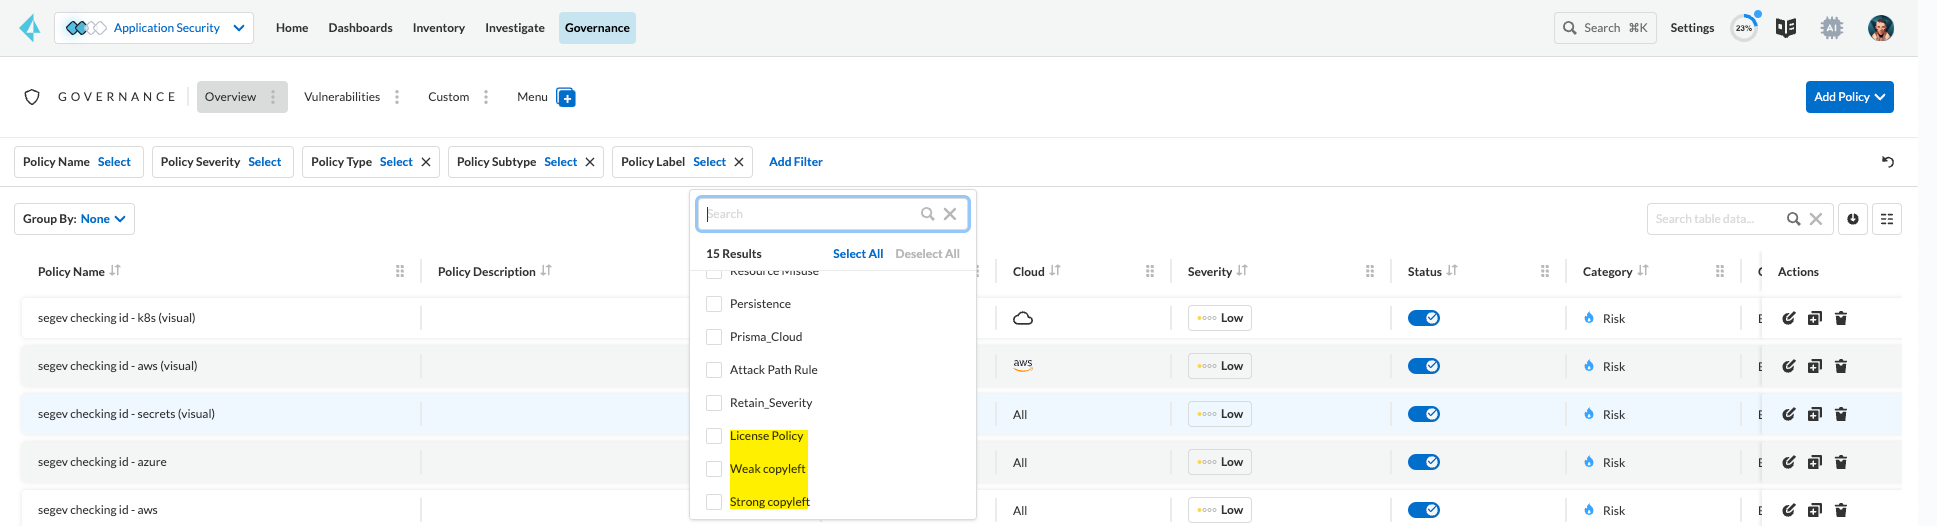 Application Security Home Dashboards Inventory Investigate Governance Search ⌘K Settings 23% AI
GOVERNANCE Overview Vulnerabilities Custom Menu Add Policy
Policy Name Select Policy Severity Select Policy Type Select Policy Subtype Select Policy Label Select Add Filter
Group By: None Search Search table data...
15 Results Select All Deselect All
Policy Name Policy Description Resource Misuse Cloud Severity Status Category Actions
Persistence
segev checking id - k8s (visual) Low Risk
Prisma_Cloud
segev checking id - aws (visual) Attack Path Rule aws Low Risk
Retain_Severity
segev checking id - secrets (visual) All Low Risk
License Policy
segev checking id - azure Weak copyleft All Low Risk
Strong copyleft
segev checking id - aws All Low Risk